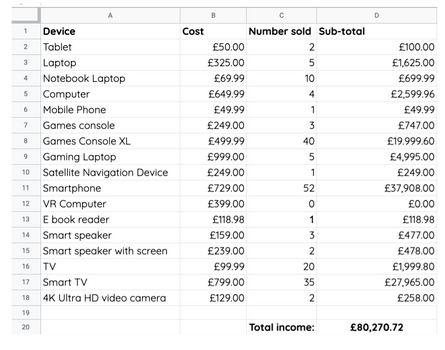 A B C D
1 Device Cost Number sold Sub-total
2 Tablet £50.00 2 £100.00
3 Laptop £325.00 5 £1,625.00
4 Notebook Laptop £69.99 10 £699.99
5 Computer £649.99 4 £2,599.96
6 Mobile Phone £49.99 1 £49.99
7 Games console £249.00 3 £747.00
8 Games Console XL £499.99 40 £19.999.60
9 Gaming Laptop £999.00 5 £4,995.00
10 Satellite Navigation Device £249.00 1 £249.00
11 Smartphone £729.00 52 £37,908.00
12 VR Computer £399.00 0 £0.00
13 E book reader £118.98 1 £118.98
14 Smart speaker £159.00 3 £477.00
15 Smart speaker with screen £239.00 2 £478.00
16 TV £99.99 20 £1,999.80
17 Smart TV £799.00 35 £27,965.00
18 4K Ultra HD video camera £129.00 2 £258.00
19
20 Total income: £80,270.72